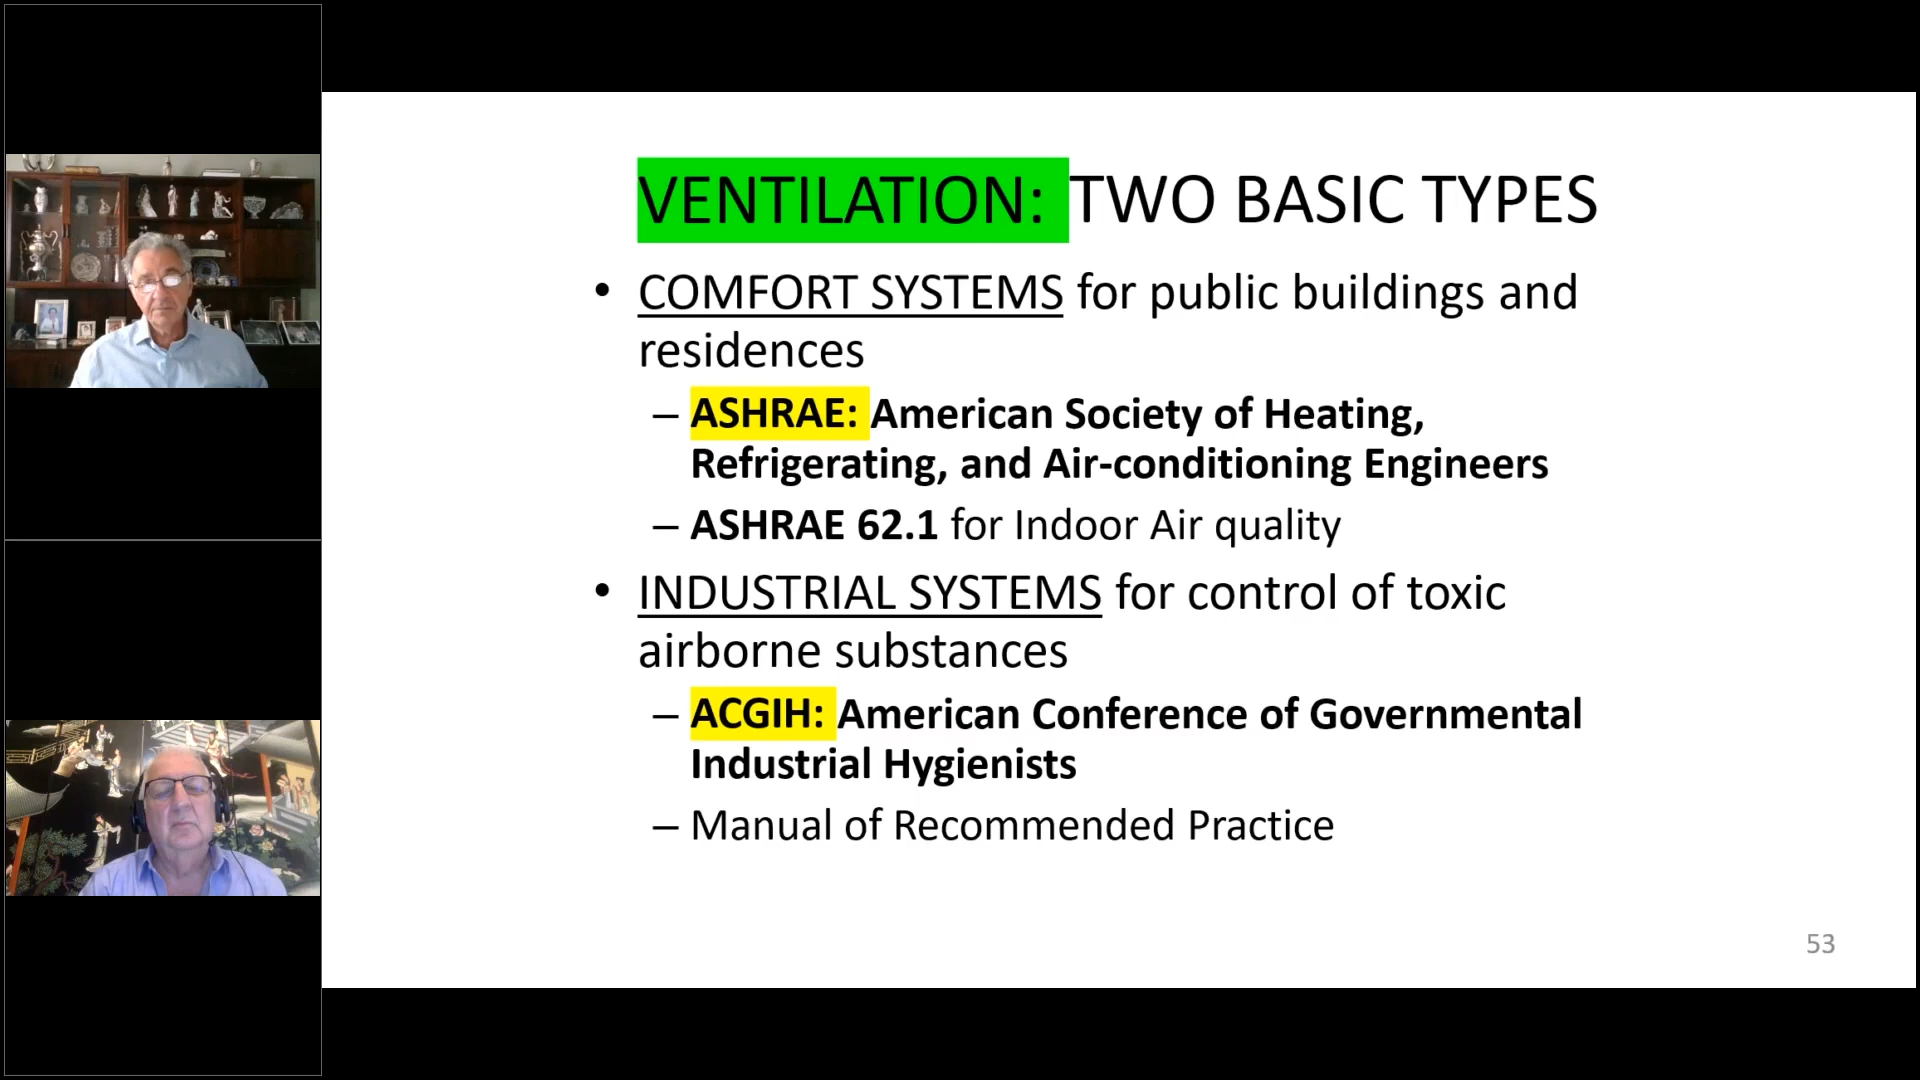 VENTILATION: TWO BASIC TYPES
• COMFORT SYSTEMS for public buildings and
residences
– ASHRAE: American Society of Heating,
Refrigerating, and Air-conditioning Engineers
– ASHRAE 62.1 for Indoor Air quality
• INDUSTRIAL SYSTEMS for control of toxic
airborne substances
– ACGIH: American Conference of Governmental
Industrial Hygienists
– Manual of Recommended Practice
53